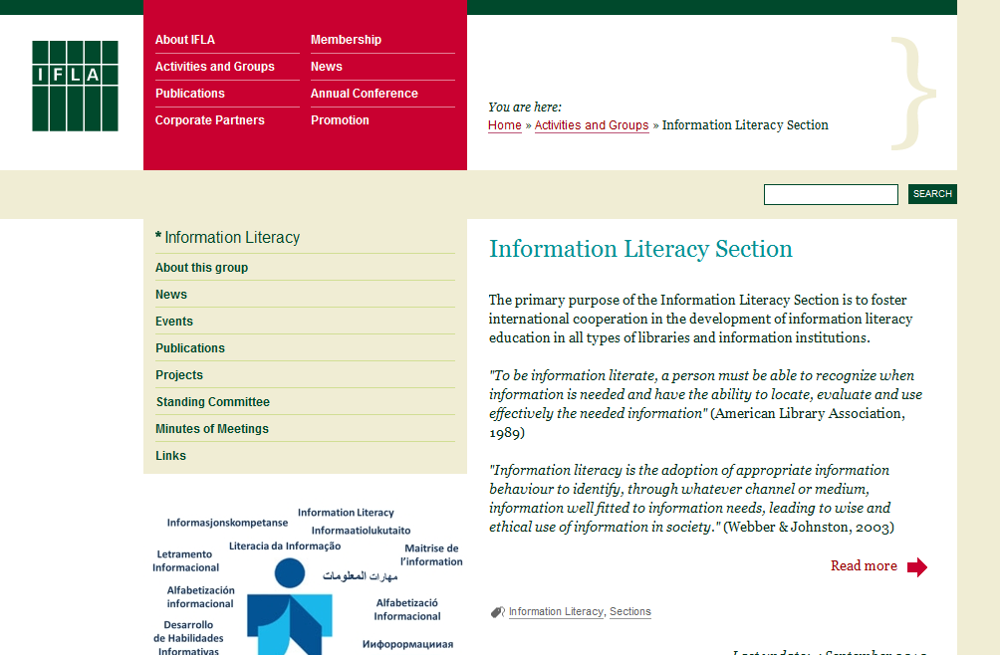 IFLA
About IFLA
Membership
Activities and Groups
News
Publications
Annual Conference
Corporate Partners
Promotion
You are here:
Home » Activities and Groups » Information Literacy Section
}
SEARCH
* Information Literacy
About this group
News
Events
Publications
Projects
Standing Committee
Minutes of Meetings
Links
Information Literacy
Informasjonskompetanse
Informaatiolukutaito
Literacia da Informação
Maitrise de
l'information
Letramento
Informacional
مهارات المعلومات
Alfabetización
informacional
Alfabetizació
Informacional
Desarrollo
de Habilidades
Informativas
Information Literacy Section
The primary purpose of the Information Literacy Section is to foster
international cooperation in the development of information literacy
education in all types of libraries and information institutions.
"To be information literate, a person must be able to recognize when
information is needed and have the ability to locate, evaluate and use
effectively the needed information" (American Library Association,
1989)
"Information literacy is the adoption of appropriate information
behaviour to identify, through whatever channel or medium,
information well fitted to information needs, leading to wise and
ethical use of information in society." (Webber & Johnston, 2003)
Read more
Information Literacy, Sections